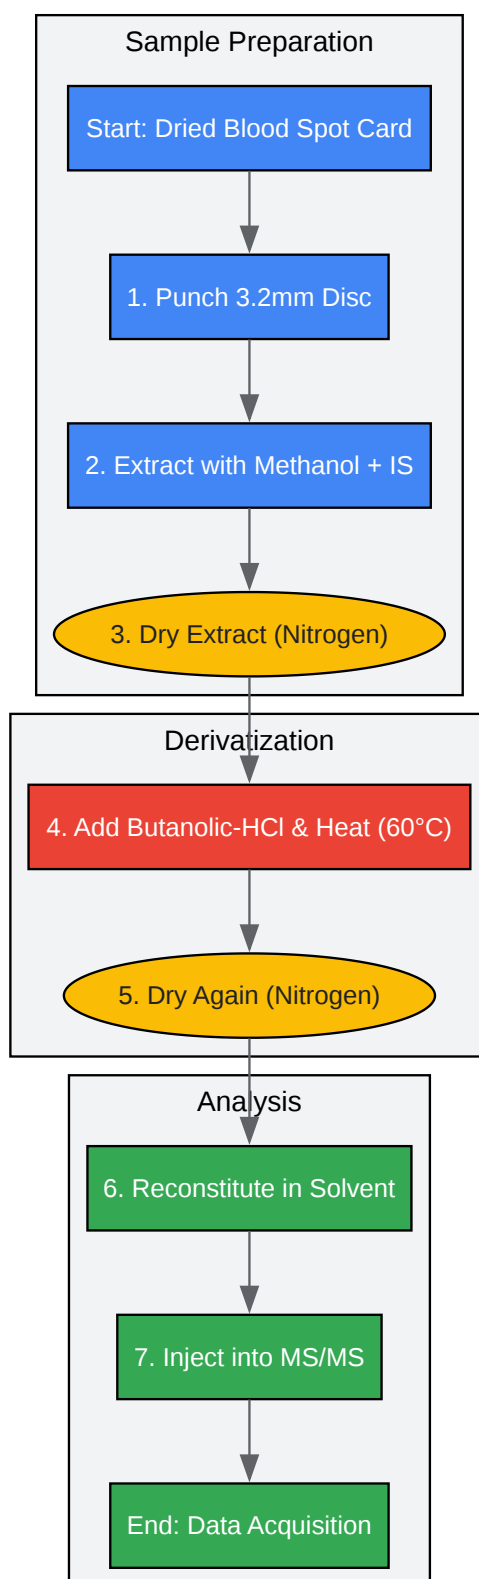 Sample Preparation
Start: Dried Blood Spot Card
1. Punch 3.2mm Disc
2. Extract with Methanol + IS
3. Dry Extract (Nitrogen)
Derivatization
4. Add Butanolic-HCl & Heat (60°C)
5. Dry Again (Nitrogen)
Analysis
6. Reconstitute in Solvent
7. Inject into MS/MS
End: Data Acquisition